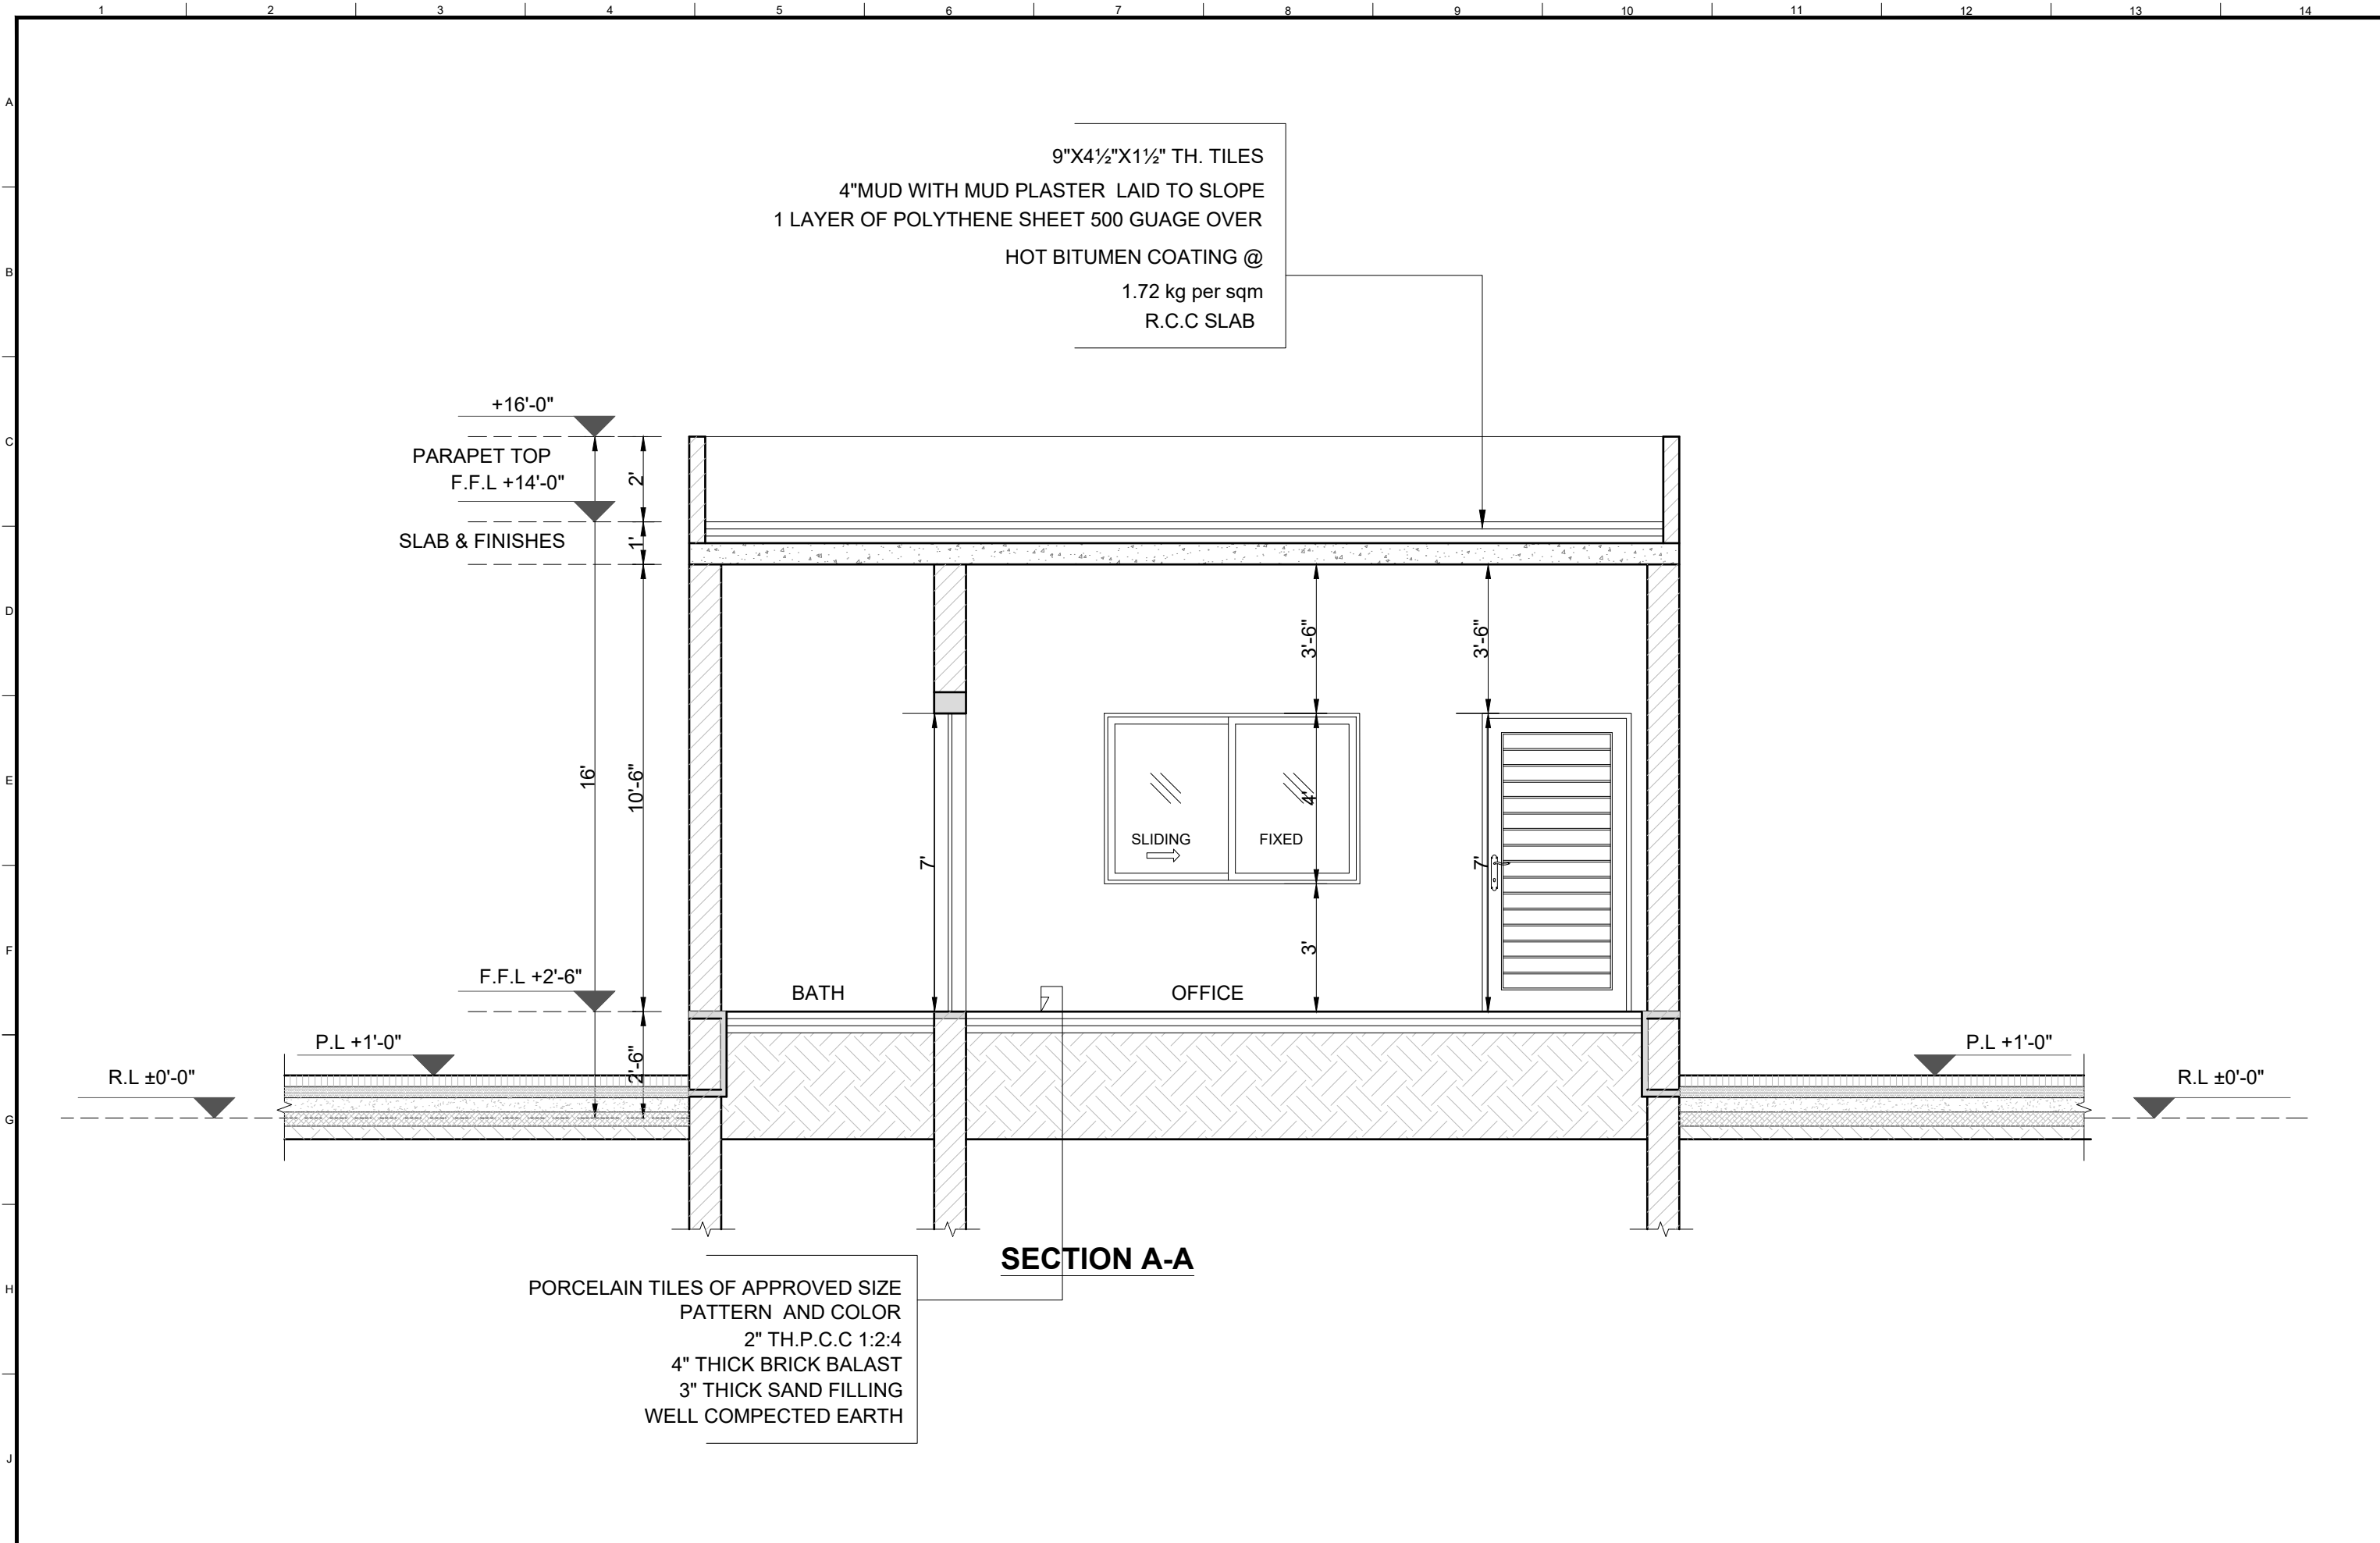 1 2 3 4 5 6 7 8 9 10 11 12 13 14
A
B
C
D
E
F
G
H
J
9"X4½"X1½" TH. TILES
4"MUD WITH MUD PLASTER LAID TO SLOPE
1 LAYER OF POLYTHENE SHEET 500 GUAGE OVER
HOT BITUMEN COATING @
1.72 kg per sqm
R.C.C SLAB
+16'-0"
PARAPET TOP
F.F.L +14'-0"
2'
SLAB & FINISHES
1'
3'-6"
3'-6"
16'
10'-6"
4'
SLIDING
FIXED
7'
7'
3'
F.F.L +2'-6"
BATH
OFFICE
P.L +1'-0"
2'-6"
P.L +1'-0"
R.L ±0'-0"
R.L ±0'-0"
SECTION A-A
PORCELAIN TILES OF APPROVED SIZE
PATTERN AND COLOR
2" TH.P.C.C 1:2:4
4" THICK BRICK BALAST
3" THICK SAND FILLING
WELL COMPECTED EARTH